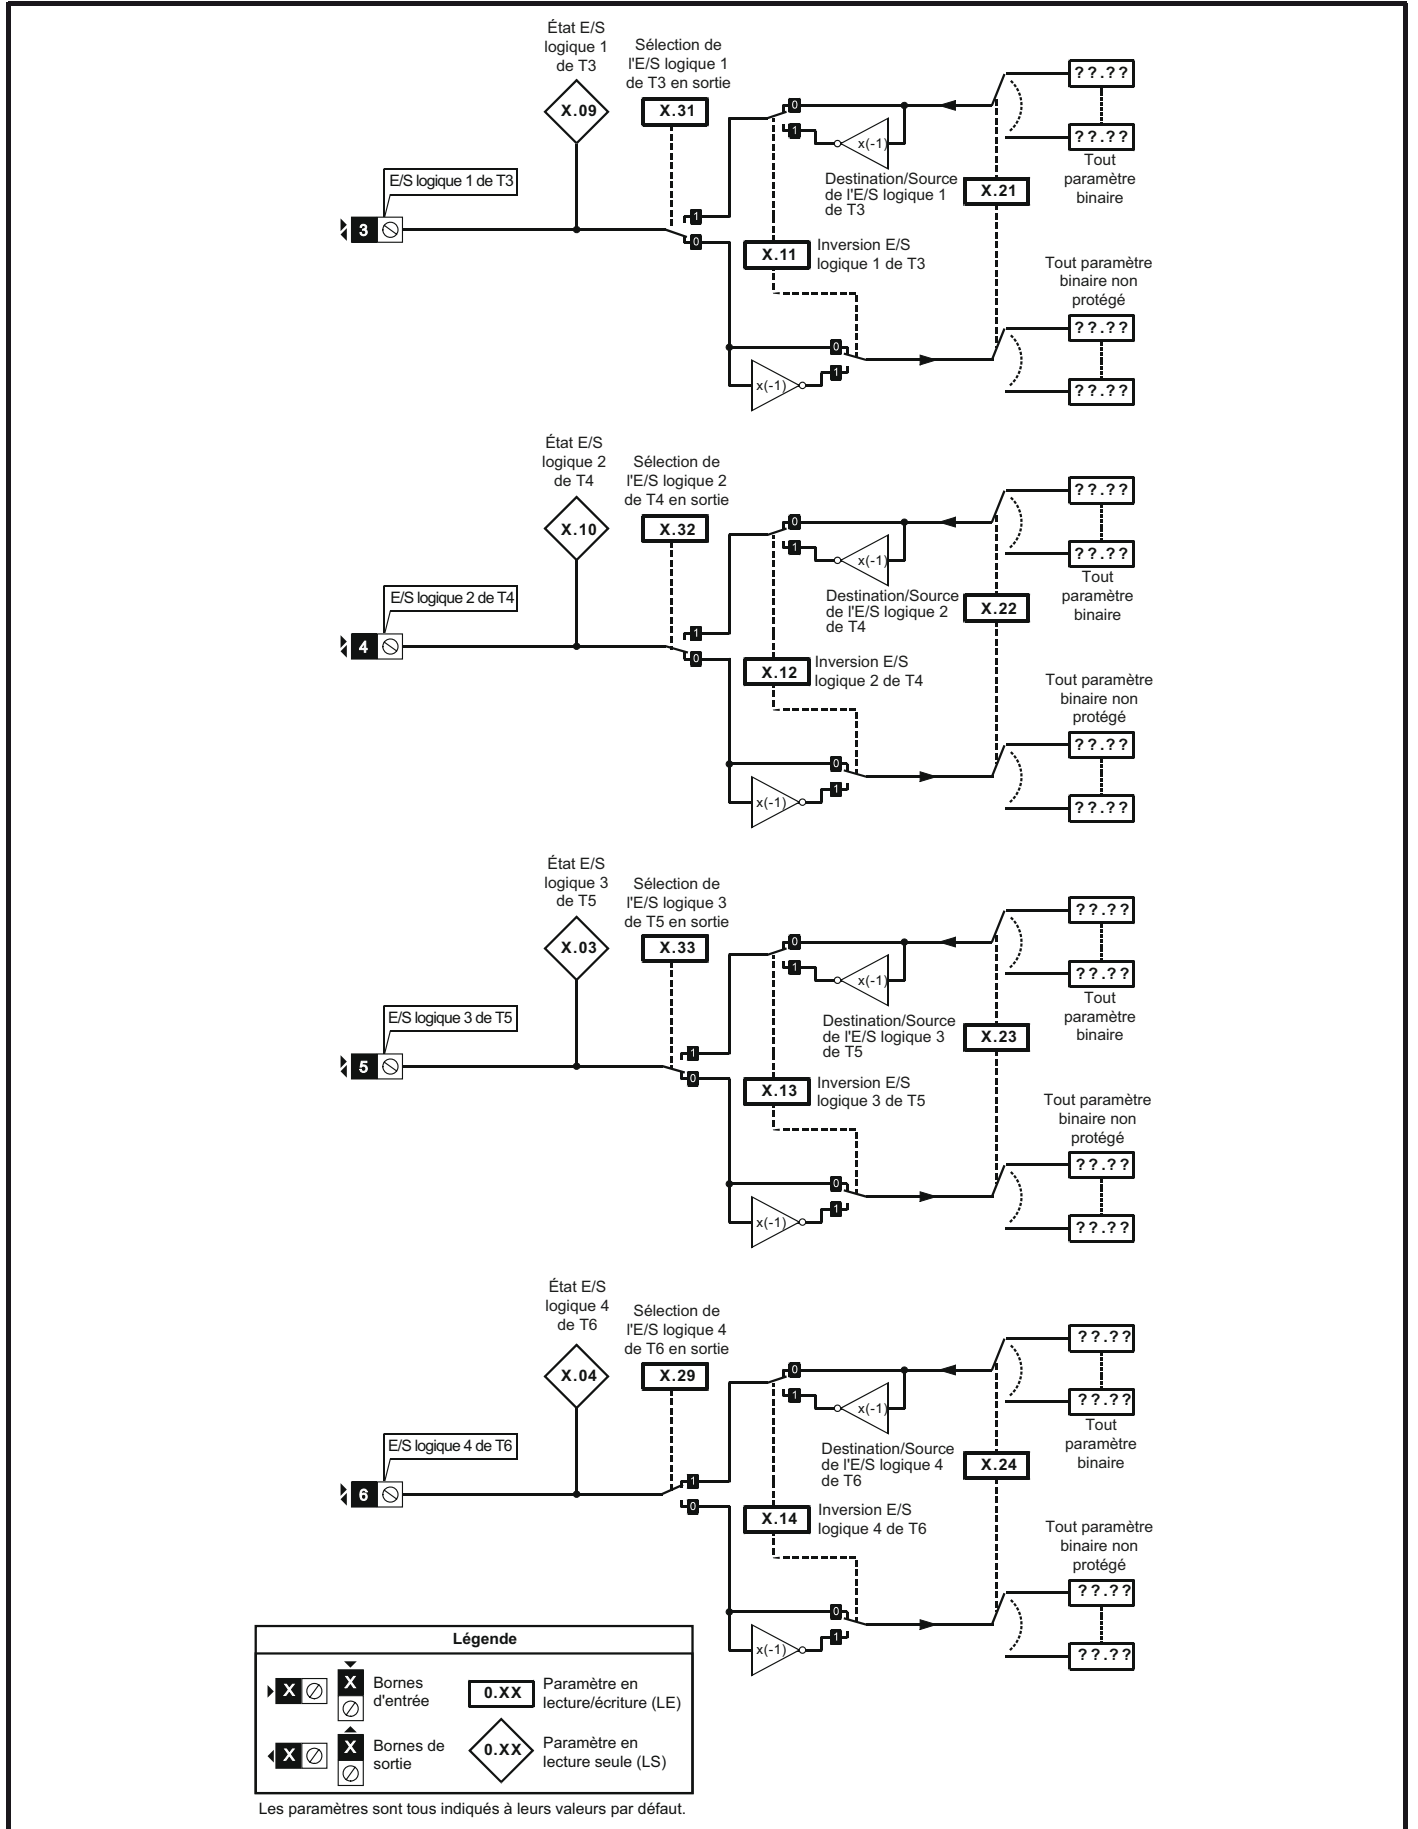 État E/S
logique 1
de T3
Sélection de
l'E/S logique 1
de T3 en sortie
X.09
X.31
0
1
x(-1)
??.??
??.??
Tout
paramètre
binaire
E/S logique 1 de T3
Destination/Source
de l'E/S logique 1
de T3
X.21
3
1
0
X.11
Inversion E/S
logique 1 de T3
Tout paramètre
binaire non
protégé
??.??
??.??
0
1
x(-1)
État E/S
logique 2
de T4
Sélection de
l'E/S logique 2
de T4 en sortie
X.10
X.32
0
1
x(-1)
??.??
??.??
Tout
paramètre
binaire
E/S logique 2 de T4
Destination/Source
de l'E/S logique 2
de T4
X.22
4
1
0
X.12
Inversion E/S
logique 2 de T4
Tout paramètre
binaire non
protégé
??.??
??.??
0
1
x(-1)
État E/S
logique 3
de T5
Sélection de
l'E/S logique 3
de T5 en sortie
X.03
X.33
0
1
x(-1)
??.??
??.??
Tout
paramètre
binaire
E/S logique 3 de T5
Destination/Source
de l'E/S logique 3
de T5
X.23
5
1
0
X.13
Inversion E/S
logique 3 de T5
Tout paramètre
binaire non
protégé
??.??
??.??
0
1
x(-1)
État E/S
logique 4
de T6
Sélection de
l'E/S logique 4
de T6 en sortie
X.04
X.29
0
1
x(-1)
??.??
??.??
Tout
paramètre
binaire
E/S logique 4 de T6
Destination/Source
de l'E/S logique 4
de T6
X.24
6
1
0
X.14
Inversion E/S
logique 4 de T6
Tout paramètre
binaire non
protégé
??.??
??.??
0
1
x(-1)
Légende
X
X
Bornes
d'entrée
0.XX
Paramètre en
lecture/écriture (LE)
X
X
Bornes de
sortie
0.XX
Paramètre en
lecture seule (LS)
Les paramètres sont tous indiqués à leurs valeurs par défaut.